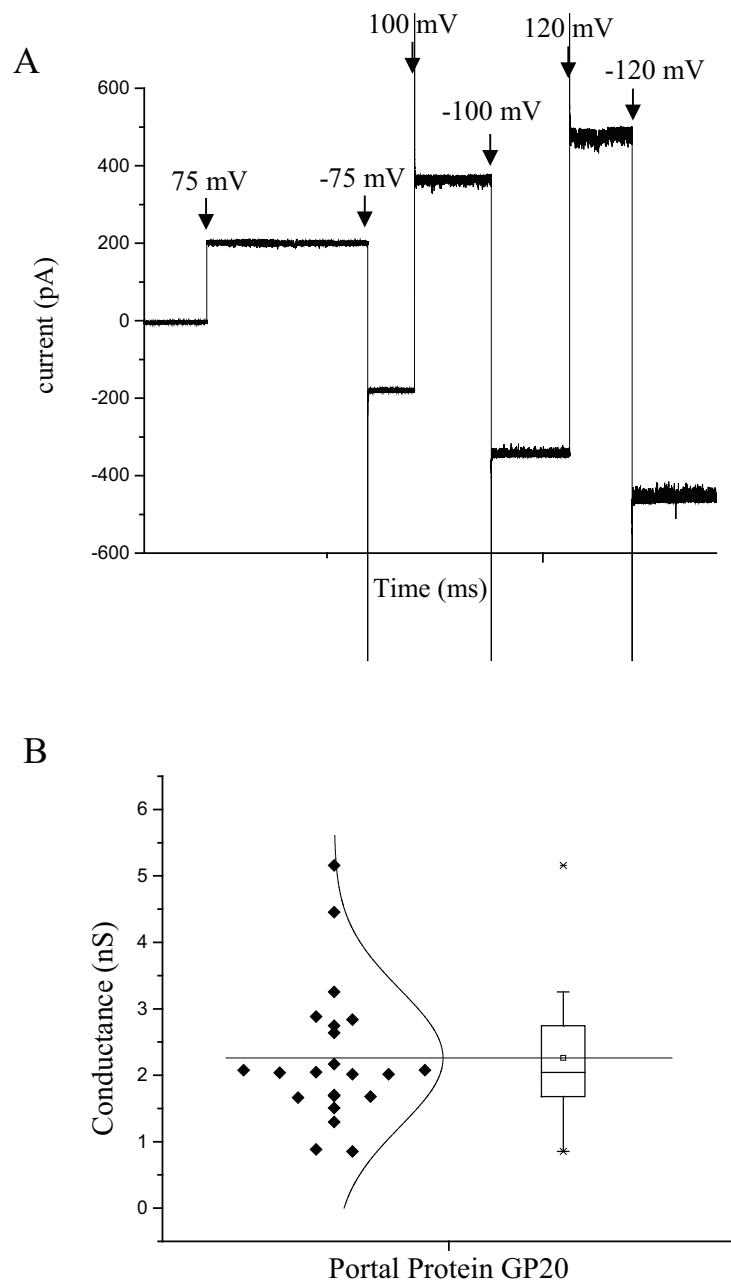 A
100 mV
120 mV
-120 mV
-100 mV
75 mV
-75 mV
600
400
200
0
-200
-400
-600
current (pA)
Time (ms)
B
6
5
4
3
2
1
0
Conductance (nS)
Portal Protein GP20